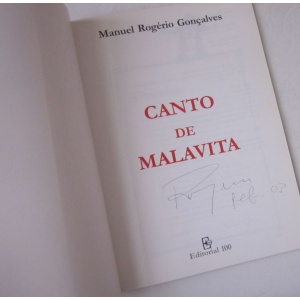 Manuel Rogério Gonçalves
CANTO
DE
MALAVITA
Editorial 100